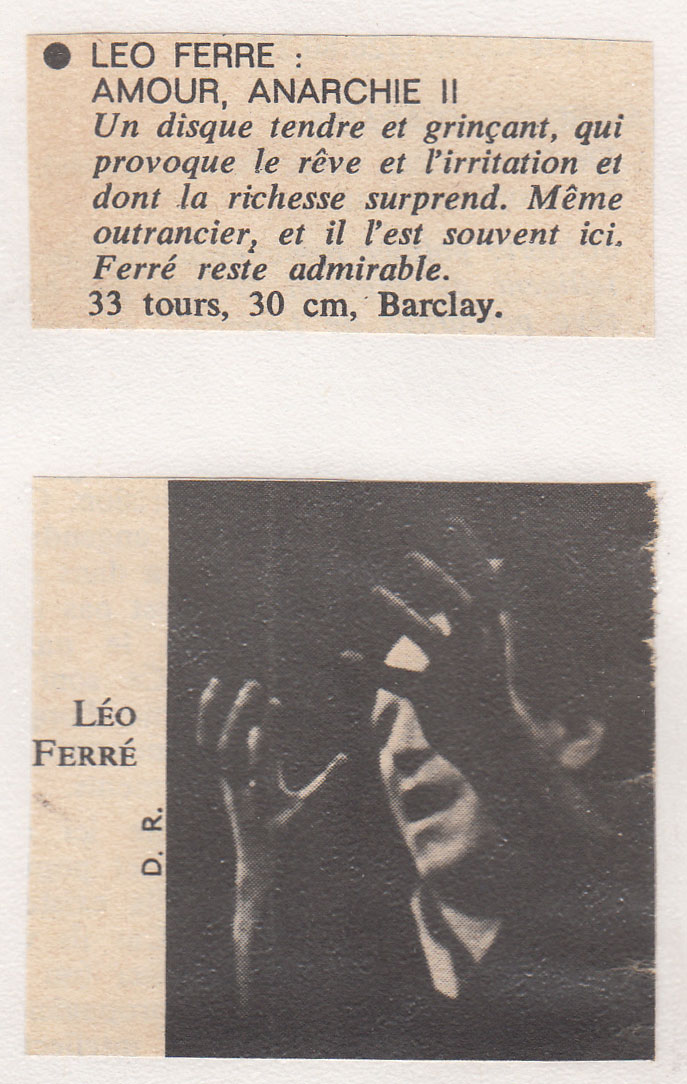 ● LEO FERRE :
AMOUR, ANARCHIE II
Un disque tendre et grinçant, qui
provoque le rêve et l'irritation et
dont la richesse surprend. Même
outrancier, et il l'est souvent ici.
Ferré reste admirable.
33 tours, 30 cm, Barclay.
LÉO
FERRÉ
D. R.